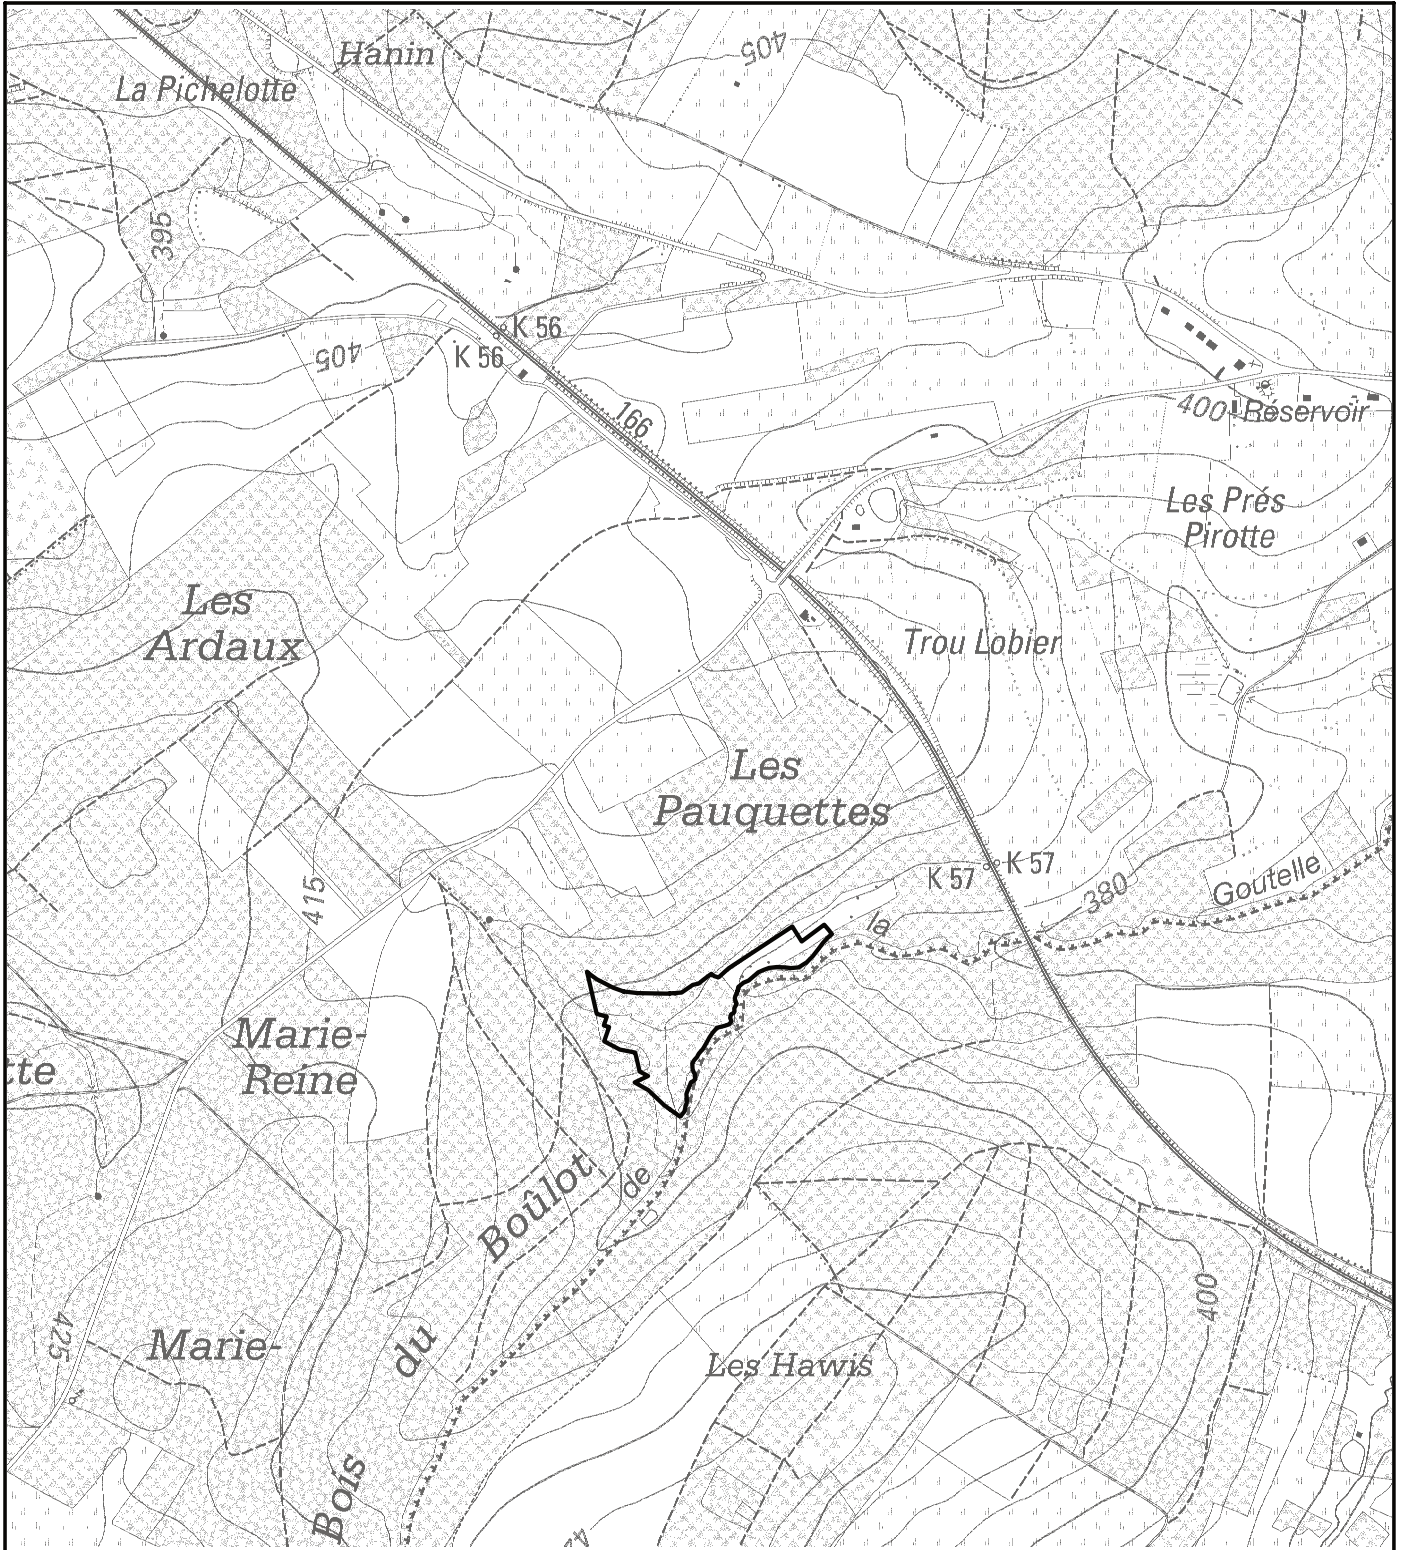 Hanin
La Pichelotte
405
395
K 56
K 56
405
166
400
Réservoir
Les Prés
Pirotte
Les
Ardaux
Trou Lobier
Les
Pauquettes
415
K 57
K 57
380
Goutelle
la
Marie-
Reine
tte
de
Boûlot
400
425
Marie-
du
Les Hawis
Bois